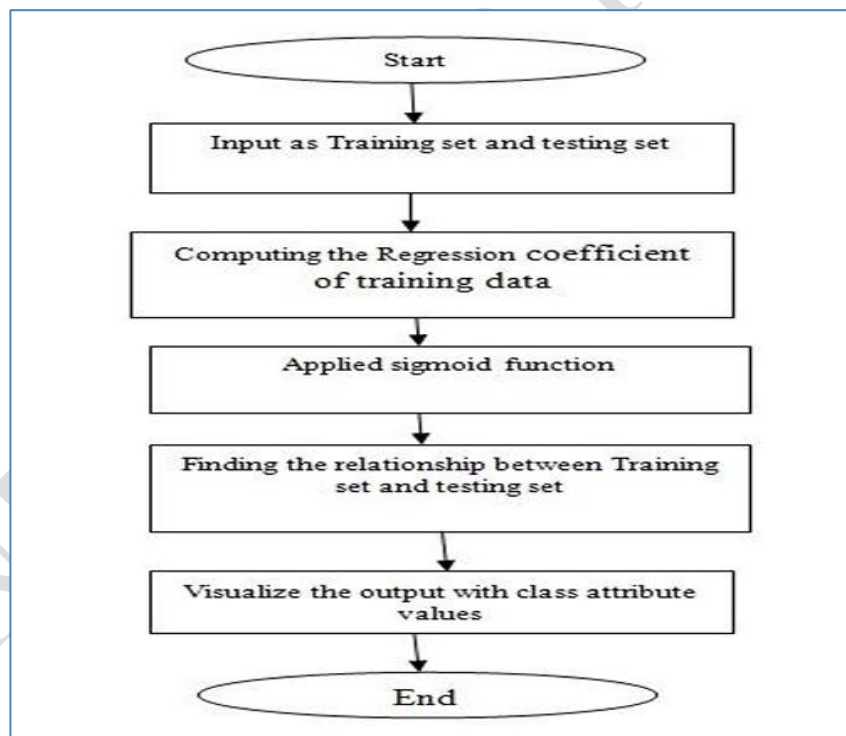 Start
Input as Training set and testing set
Computing the Regression coefficient
of training data
Applied sigmoid function
Finding the relationship between Training
set and testing set
Visualize the output with class attribute
values
End